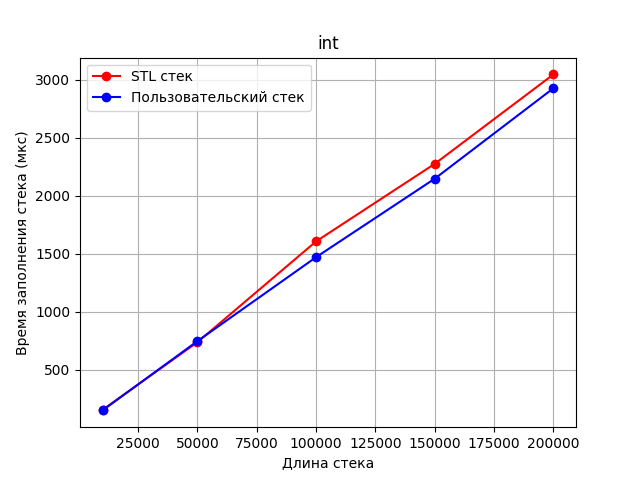 int
STL стек
Пользовательский стек
Время заполнения стека (мкс)
3000
2500
2000
1500
1000
500
25000 50000 75000 100000 125000 150000 175000 200000
Длина стека